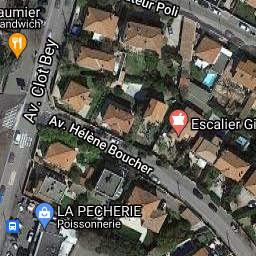 aumier
andwich
teur Poli
Av. Clot Bey
Av. Hélène Boucher
Escalier Gi
LA PECHERIE
Poissonnerie